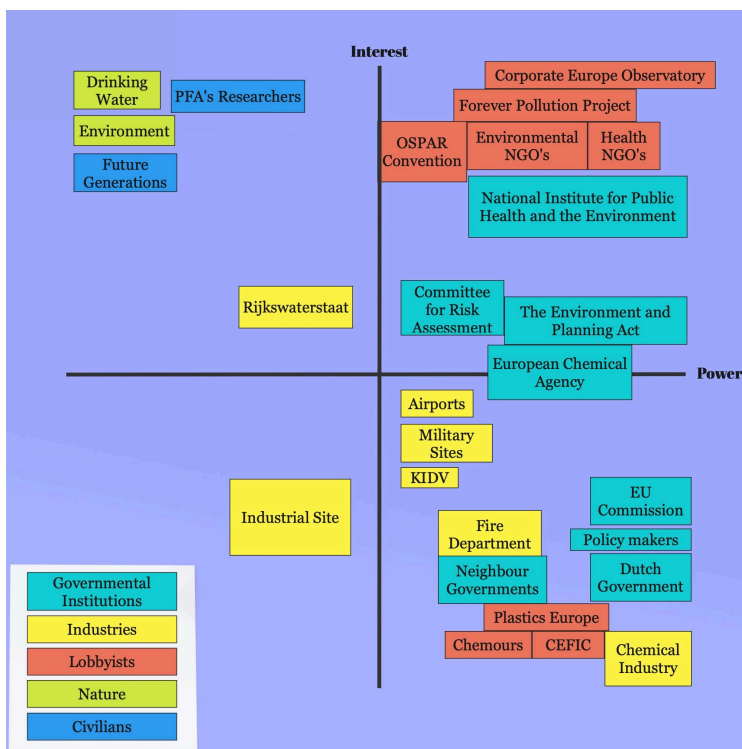 Interest
Corporate Europe Observatory
Drinking
Water
PFA's Researchers
Forever Pollution Project
Environment
OSPAR
Convention
Environmental
NGO's
Health
NGO's
Future
Generations
National Institute for Public
Health and the Environment
Rijkswaterstaat
Committee
for Risk
Assessment
The Environment and
Planning Act
European Chemical
Agency
Power
Airports
Military
Sites
KIDV
Industrial Site
EU
Commission
Fire
Department
Policy makers
Neighbour
Governments
Dutch
Government
Plastics Europe
Chemours
CEFIC
Chemical
Industry
Governmental
Institutions
Industries
Lobbyists
Nature
Civilians